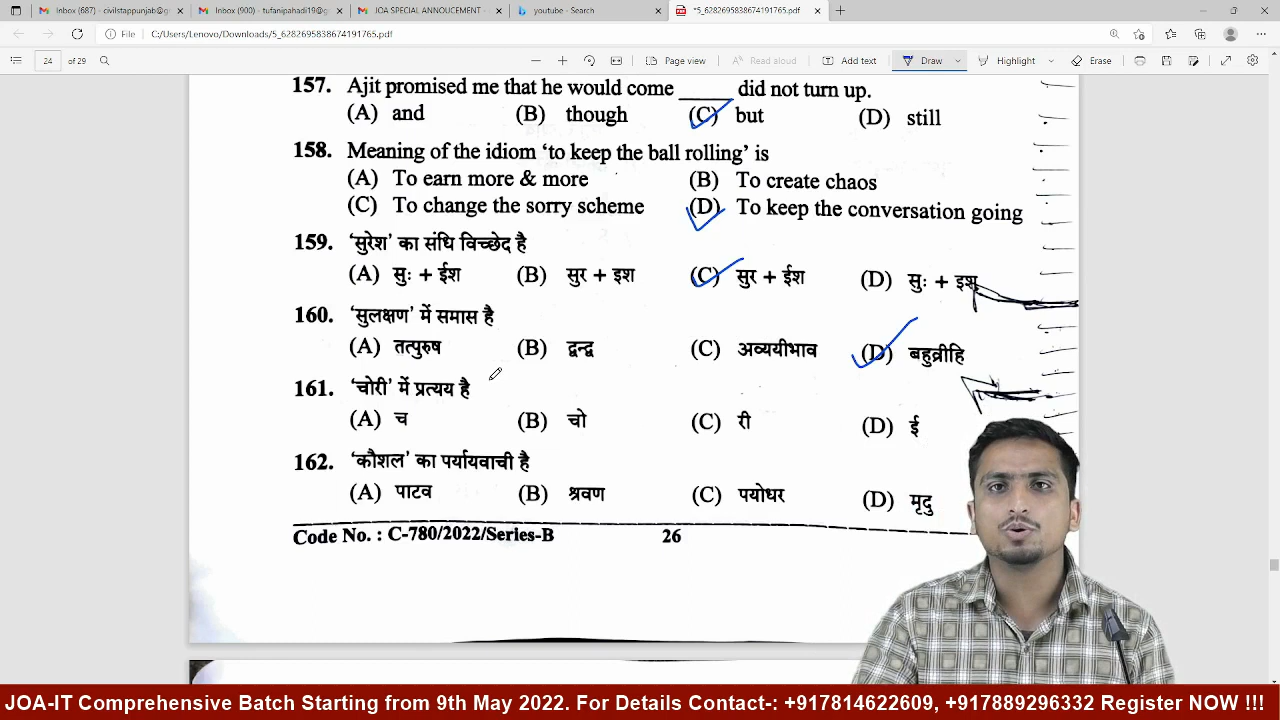 Inbox (687) - civilstappunjab@g
Inbox (900) - tufanipahadi19@g
JOA SPECIAL ANNOUCEMENT -
youtube - Search
*5_6282695838674191765.pdf
File
C:/Users/Lenovo/Downloads/5_6282695838674191765.pdf
24 of 29
Page view
Add text
Draw
Highlight
Erase
157. Ajit promised me that he would come _____ did not turn up.
(A) and (B) though (C) but (D) still
158. Meaning of the idiom ‘to keep the ball rolling’ is
(A) To earn more & more (B) To create chaos
(C) To change the sorry scheme (D) To keep the conversation going
159. ‘सुरेश’ का संधि विच्छेद है
(A) सुः + ईश (B) सुर + इश (C) सुर + ईश (D) सुः + इश
160. ‘सुलक्षण’ में समास है
(A) तत्पुरुष (B) द्वन्द्व (C) अव्ययीभाव (D) बहुव्रीहि
161. ‘चोरी’ में प्रत्यय है
(A) च (B) चो (C) री (D) ई
162. ‘कौशल’ का पर्यायवाची है
(A) पाटव (B) श्रवण (C) पयोधर (D) मृदु
Code No. : C-780/2022/Series-B 26
JOA-IT Comprehensive Batch Starting from 9th May 2022. For Details Contact-: +917814622609, +917889296332 Register NOW !!!